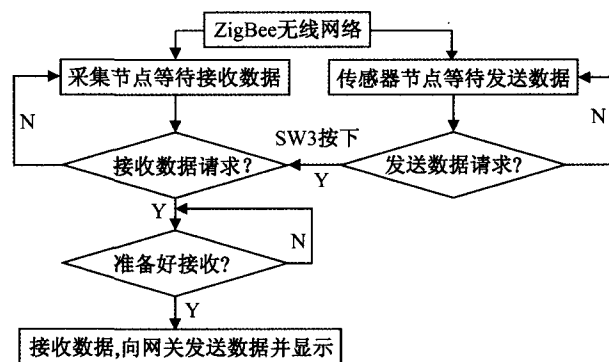 ZigBee无线网络
采集节点等待接收数据
传感器节点等待发送数据
N
N
SW3按下
接收数据请求?
Y
发送数据请求?
Y
N
准备好接收?
Y
接收数据,向网关发送数据并显示